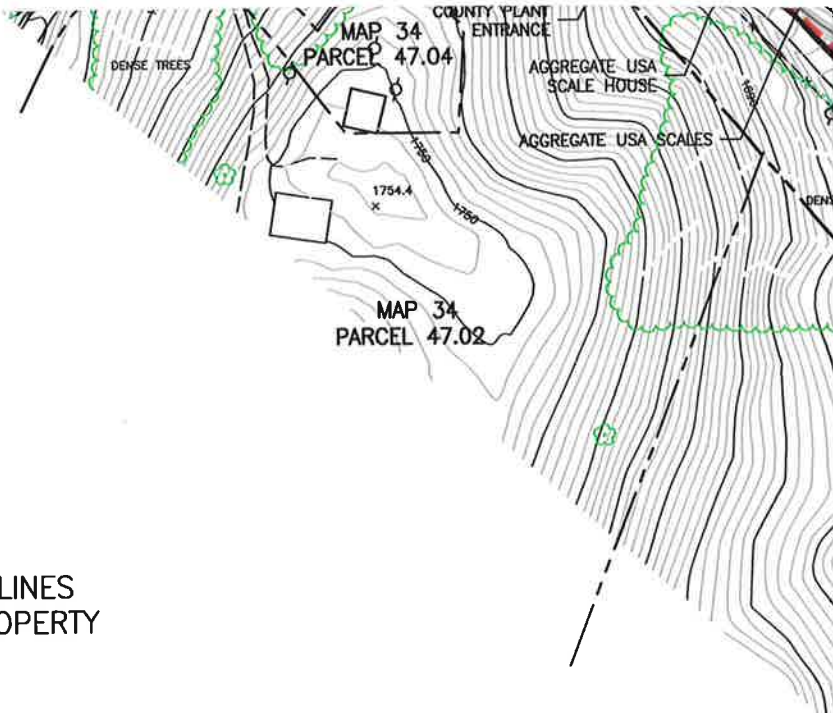 COUNTY PLANT
ENTRANCE
MAP 34
PARCEL 47.04
DENSE TREES
AGGREGATE USA
SCALE HOUSE
1690
AGGREGATE USA SCALES
1750
1754.4
1750
MAP 34
PARCEL 47.02
LINES
OPERTY